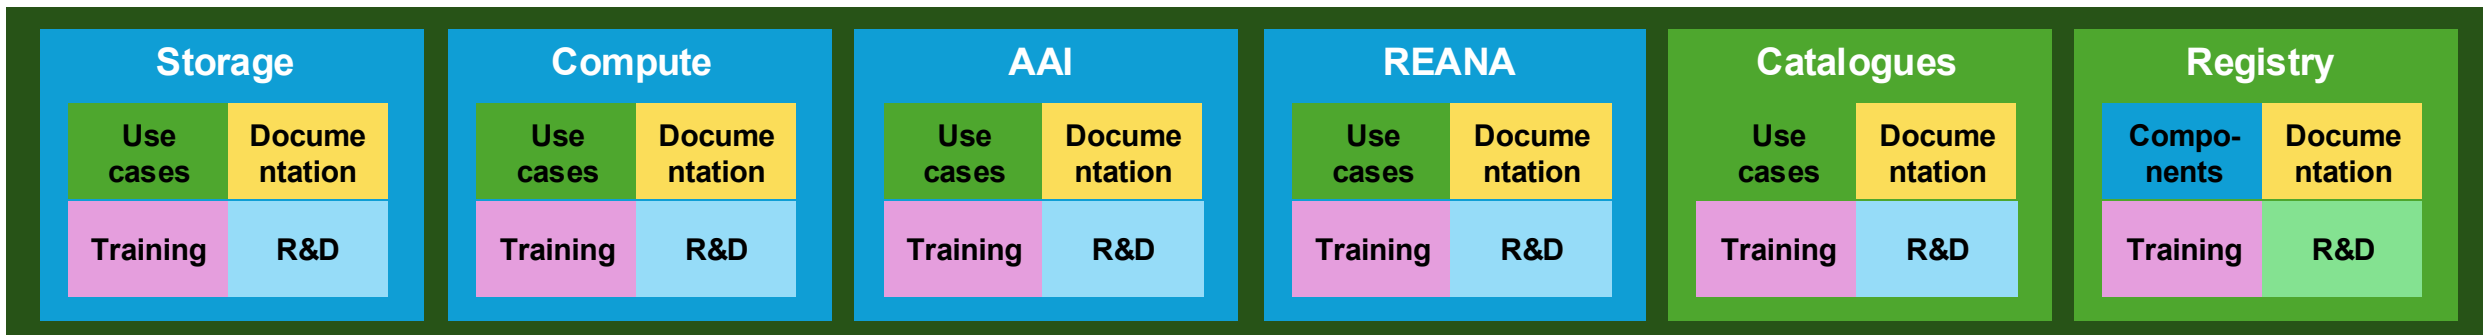 Storage
Use
cases
Docume
ntation
Training
R&D
Compute
Use
cases
Docume
ntation
Training
R&D
AAI
Use
cases
Docume
ntation
Training
R&D
REANA
Use
cases
Docume
ntation
Training
R&D
Catalogues
Use
cases
Docume
ntation
Training
R&D
Registry
Compo-
nents
Docume
ntation
Training
R&D